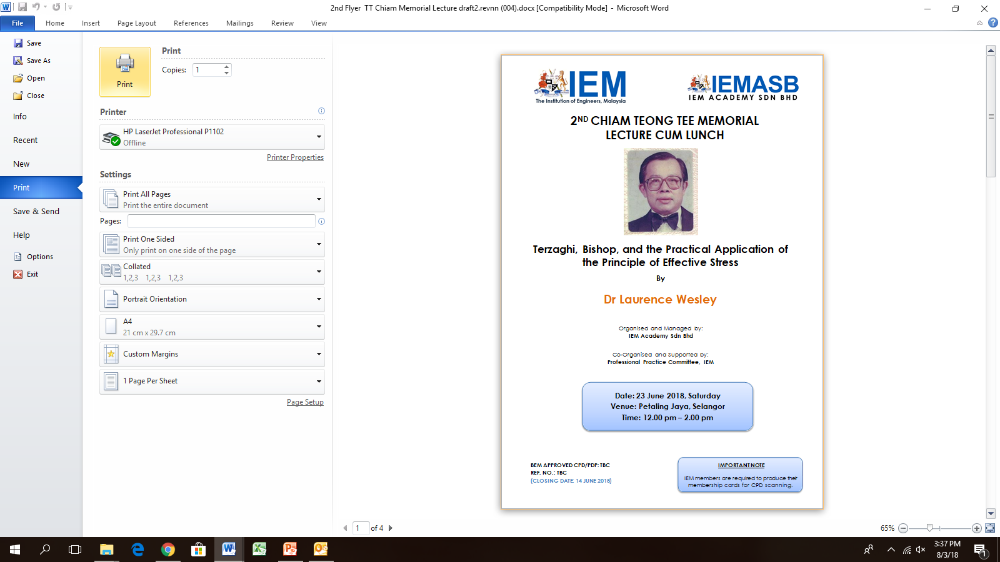 2nd Flyer  TT Chiam Memorial Lecture draft2.revnn (004).docx [Compatibility Mode]  -  Microsoft Word
File
Home
Insert
Page Layout
References
Mailings
Review
View
Save
Save As
Open
Close
Info
Recent
New
Print
Save & Send
Help
Options
Exit
Print
Print
Copies: 1
Printer
HP LaserJet Professional P1102
Offline
Printer Properties
Settings
Print All Pages
Print the entire document
Pages:
Print One Sided
Only print on one side of the page
Collated
1,2,3    1,2,3    1,2,3
Portrait Orientation
A4
21 cm x 29.7 cm
Custom Margins
1 Page Per Sheet
Page Setup
IEM
The Institution of Engineers, Malaysia
IEMASB
IEM ACADEMY SDN BHD
2ND CHIAM TEONG TEE MEMORIAL
LECTURE CUM LUNCH
Terzaghi, Bishop, and the Practical Application of
the Principle of Effective Stress
By
Dr Laurence Wesley
Organised and Managed by:
IEM Academy Sdn Bhd
Co-Organised and Supported by:
Professional Practice Committee, IEM
Date: 23 June 2018, Saturday
Venue: Petaling Jaya, Selangor
Time: 12.00 pm – 2.00 pm
BEM APPROVED CPD/PDP: TBC
REF. NO.: TBC
(CLOSING DATE: 14 JUNE 2018)
IMPORTANT NOTE
IEM members are required to produce their
membership cards for CPD scanning.
1 of 4
65%
3:37 PM
8/3/18
1